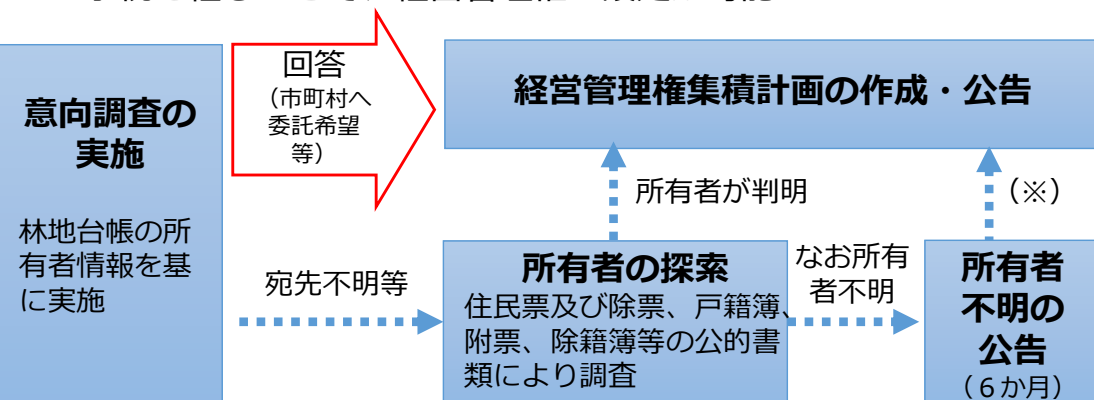 意向調査の
実施
林地台帳の所
有者情報を基
に実施
回答
（市町村へ
委託希望
等）
経営管理権集積計画の作成・公告
所有者が判明
（※）
宛先不明等
所有者の探索
住民票及び除票、戸籍簿、
附票、除籍簿等の公的書
類により調査
なお所有
者不明
所有者
不明の
公告
（６か月）